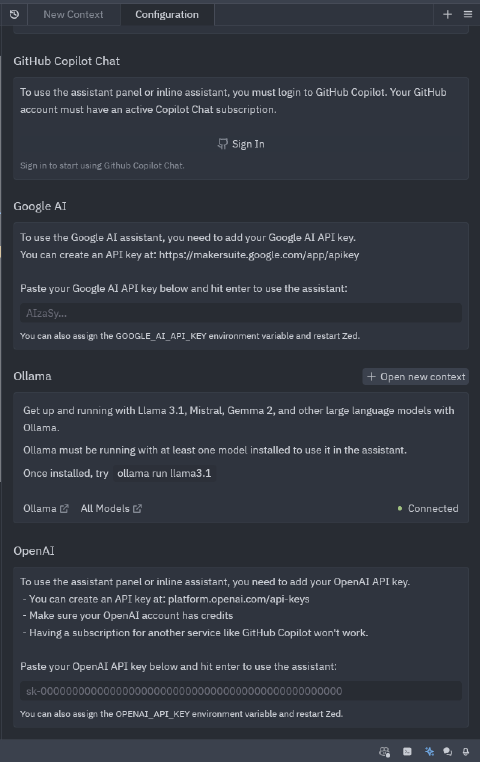 New Context
Configuration
GitHub Copilot Chat
To use the assistant panel or inline assistant, you must login to GitHub Copilot. Your GitHub
account must have an active Copilot Chat subscription.
Sign In
Sign in to start using Github Copilot Chat.
Google AI
To use the Google AI assistant, you need to add your Google AI API key.
You can create an API key at: https://makersuite.google.com/app/apikey
Paste your Google AI API key below and hit enter to use the assistant:
AIzaSy...
You can also assign the GOOGLE_AI_API_KEY environment variable and restart Zed.
Ollama
Open new context
Get up and running with Llama 3.1, Mistral, Gemma 2, and other large language models with
Ollama.
Ollama must be running with at least one model installed to use it in the assistant.
Once installed, try ollama run llama3.1
Ollama All Models Connected
OpenAI
To use the assistant panel or inline assistant, you need to add your OpenAI API key.
- You can create an API key at: platform.openai.com/api-keys
- Make sure your OpenAI account has credits
- Having a subscription for another service like GitHub Copilot won't work.
Paste your OpenAI API key below and hit enter to use the assistant:
sk-000000000000000000000000000000000000000000000000
You can also assign the OPENAI_API_KEY environment variable and restart Zed.